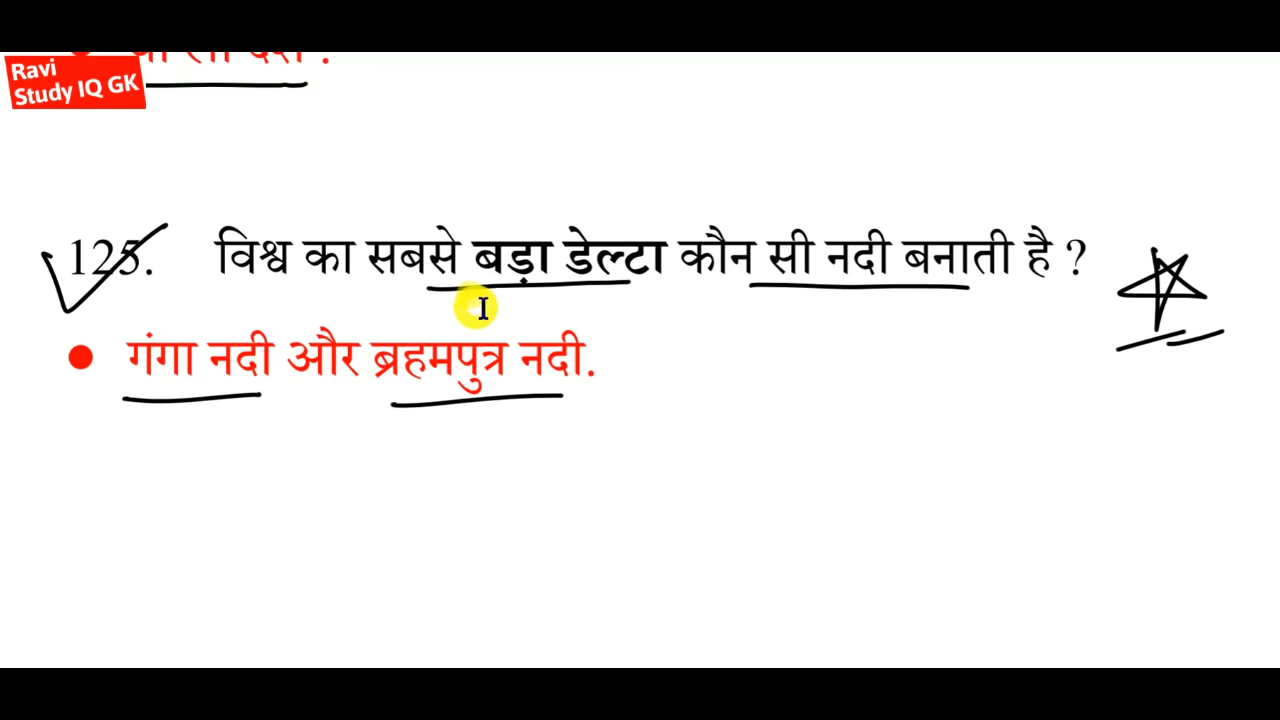 Ravi
Study IQ GK
125. विश्व का सबसे बड़ा डेल्टा कौन सी नदी बनाती है ?
● गंगा नदी और ब्रहमपुत्र नदी.